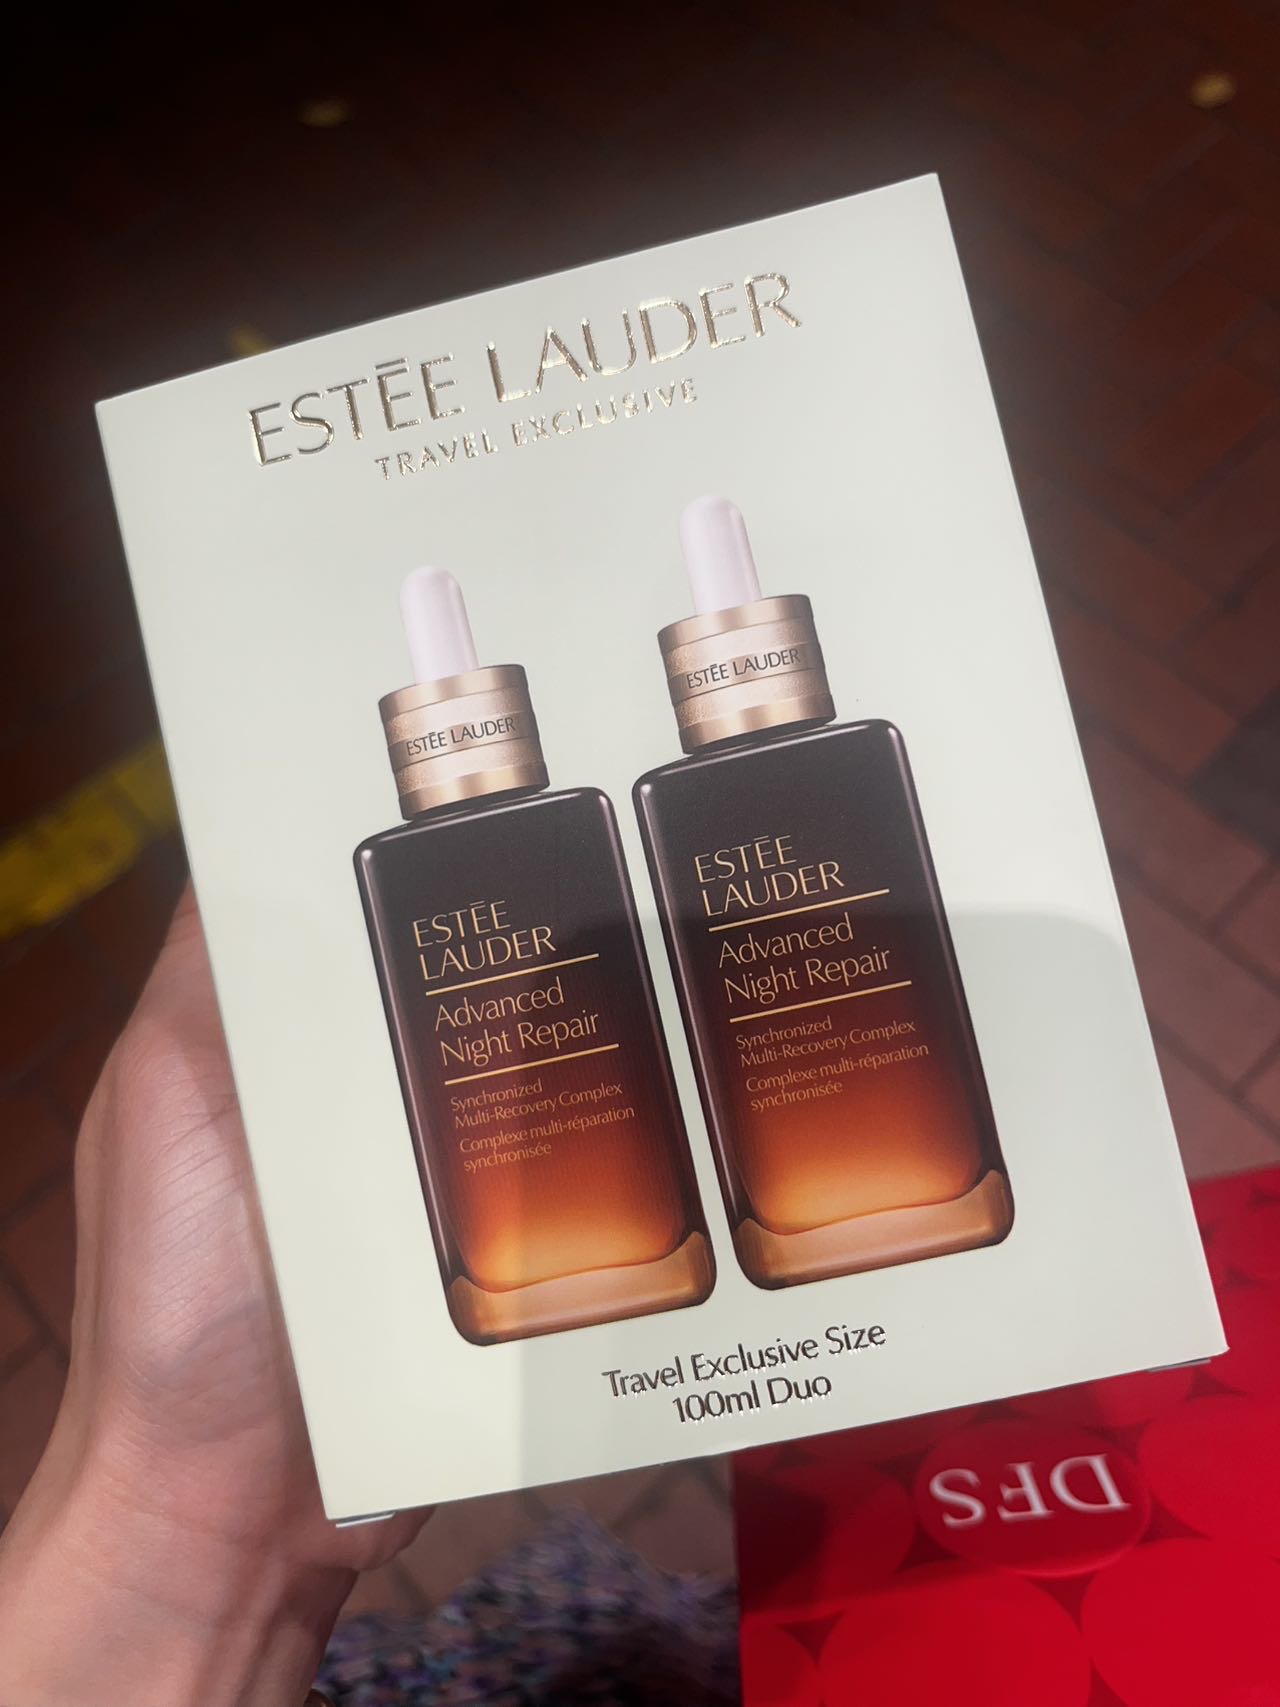 ESTĒE LAUDER
TRAVEL EXCLUSIVE
ESTĒE LAUDER
ESTĒE
LAUDER
Advanced
Night Repair
Synchronized
Multi-Recovery Complex
Complexe multi-réparation
synchronisée
ESTĒE LAUDER
ESTĒE
LAUDER
Advanced
Night Repair
Synchronized
Multi-Recovery Complex
Complexe multi-réparation
synchronisée
Travel Exclusive Size
100ml Duo
DFS